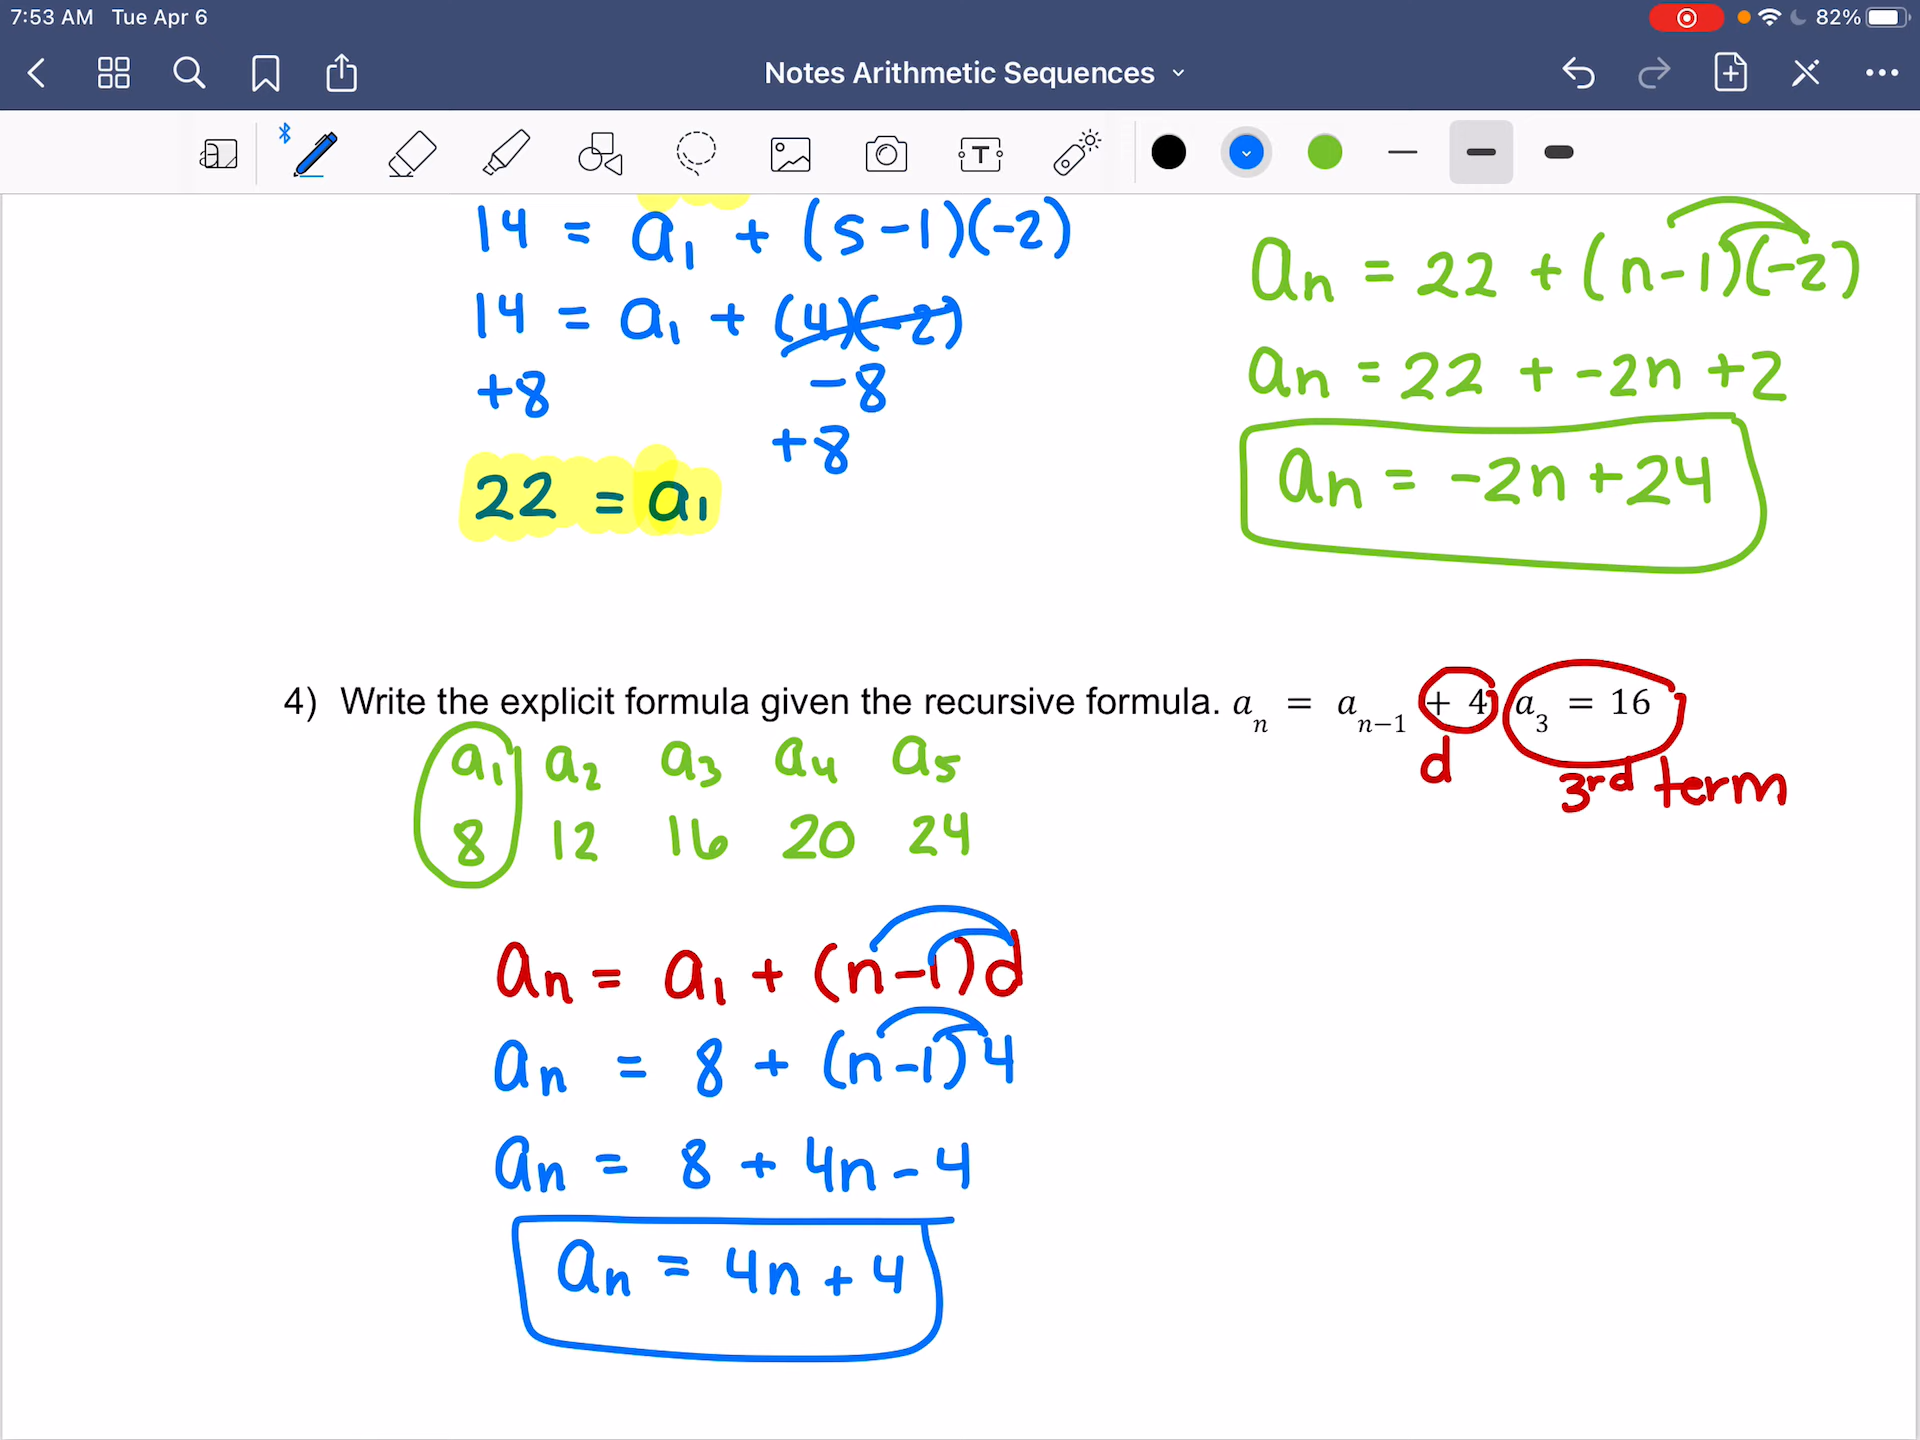 7:53 AM Tue Apr 6
82%
Notes Arithmetic Sequences
14 = a₁ + (5-1)(-2)
14 = a₁ + (4)(-2)
+8 -8
+8
22 = a₁
aₙ = 22 + (n-1)(-2)
aₙ = 22 + -2n +2
aₙ = -2n +24
4) Write the explicit formula given the recursive formula. aₙ = aₙ₋₁ + 4, a₃ = 16
d 3rd term
a₁ a₂ a₃ a₄ a₅
8 12 16 20 24
aₙ = a₁ + (n-1)d
aₙ = 8 + (n-1)4
aₙ = 8 + 4n - 4
aₙ = 4n + 4